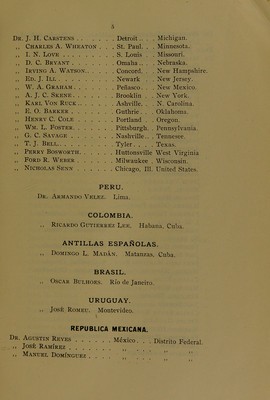 5
Dr. J. H. Carstens . . . . . . Detroit . . . Michigan.
,, Charles A. Wheaton . . St. Paul. . . Minnesota.
,, I. N. Love . . . . . . . . . S. Louis . . Missouri.
,, D. C. Bryant . . . . . . . . Omaha . . . Nebraska.
,, Irving A. Watson . . . . Concord. . New Hampshire.
,, Ed. J. Ill . . . . . . . . . . Newark . . New Jersey.
,, W. A. Graham . . . . . . . Peñasco . . New Mexico.
,, A. J. C. Skene . . . . . . . Brooklin . . New York.
,, Karl Von Ruck . . . . . . Ashville. . . N. Carolina.
,, E. O. Barker . . . . . . . . Guthrie. . . Oklahoma.
,, Henry C. Cole . . . . . . Portland . . Oregon.
,, Wm. L. Foster. . . . . . . Pittsburgh. . Pennsylvania.
,, G. C. Savage . . . . . . . . Nashville . . Tennesee.
,, T. J. Bell. . . . . . . . . . Tyler . . . . Texas.
,, Perry Bosworth. . . . . . Huttonsville West Virginia
,, Ford R. Weber . . . . . . Milwaukee . Wisconsin.
,, Nicholas Senn . . . . . . Chicago. Ill. United States.
PERU.
Dr. Armando Velez. Lima.
COLOMBIA.
,, Ricardo Gutierres Lee. Habana. Cuba.
ANTILLAS ESPAÑOLAS.
,, Domingo L. Madán. Matanzas, Cuba.
BRASIL.
,, Oscar Bulhoes. Río de Janeiro.
URUGUAY.
,, José Romeu. Montevideo.
REPUBLICA MEXICANA.
Dr. Agustin Reyes . . . . . . México . . . Distrito Federal.
,, José Ramírez . . . . . . . ,, ,, ,,
,, Manuel Domíngues . . . . ,, ,, ,,